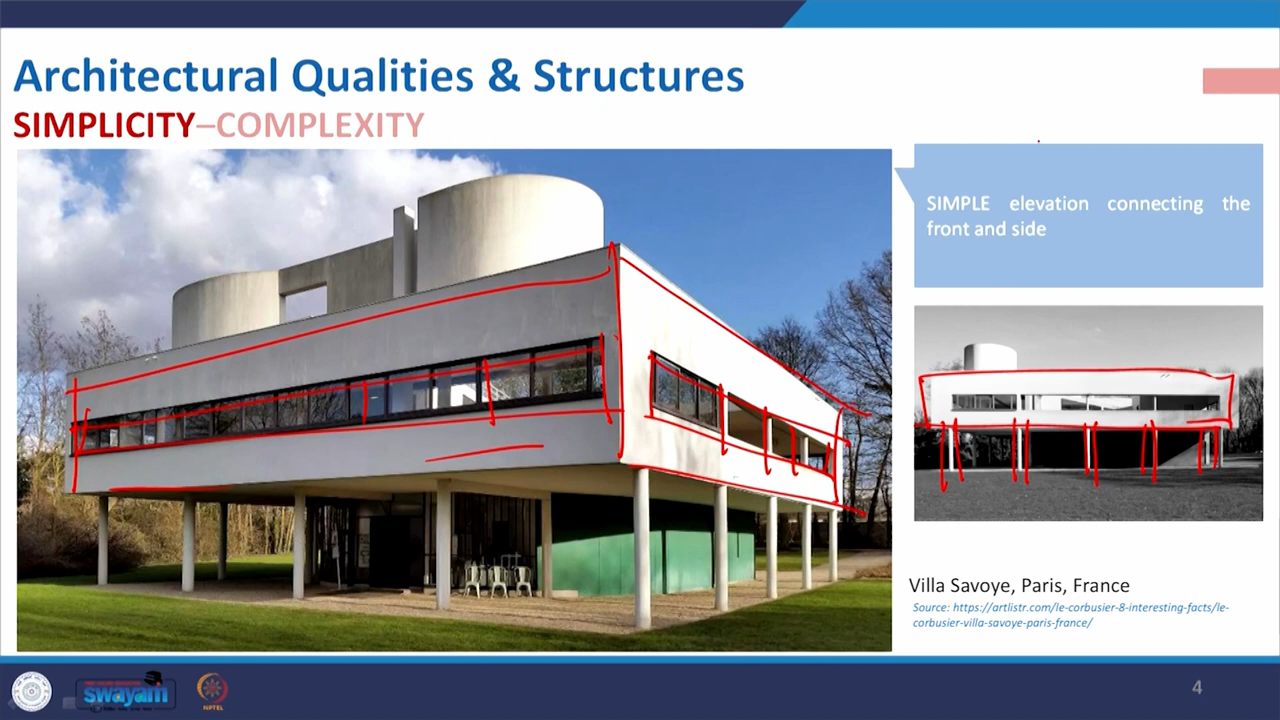 Architectural Qualities & Structures
SIMPLICITY–COMPLEXITY
SIMPLE elevation connecting the
front and side
Villa Savoye, Paris, France
Source: https://artlistr.com/le-corbusier-8-interesting-facts/le-
corbusier-villa-savoye-paris-france/
swayam
NPTEL
4